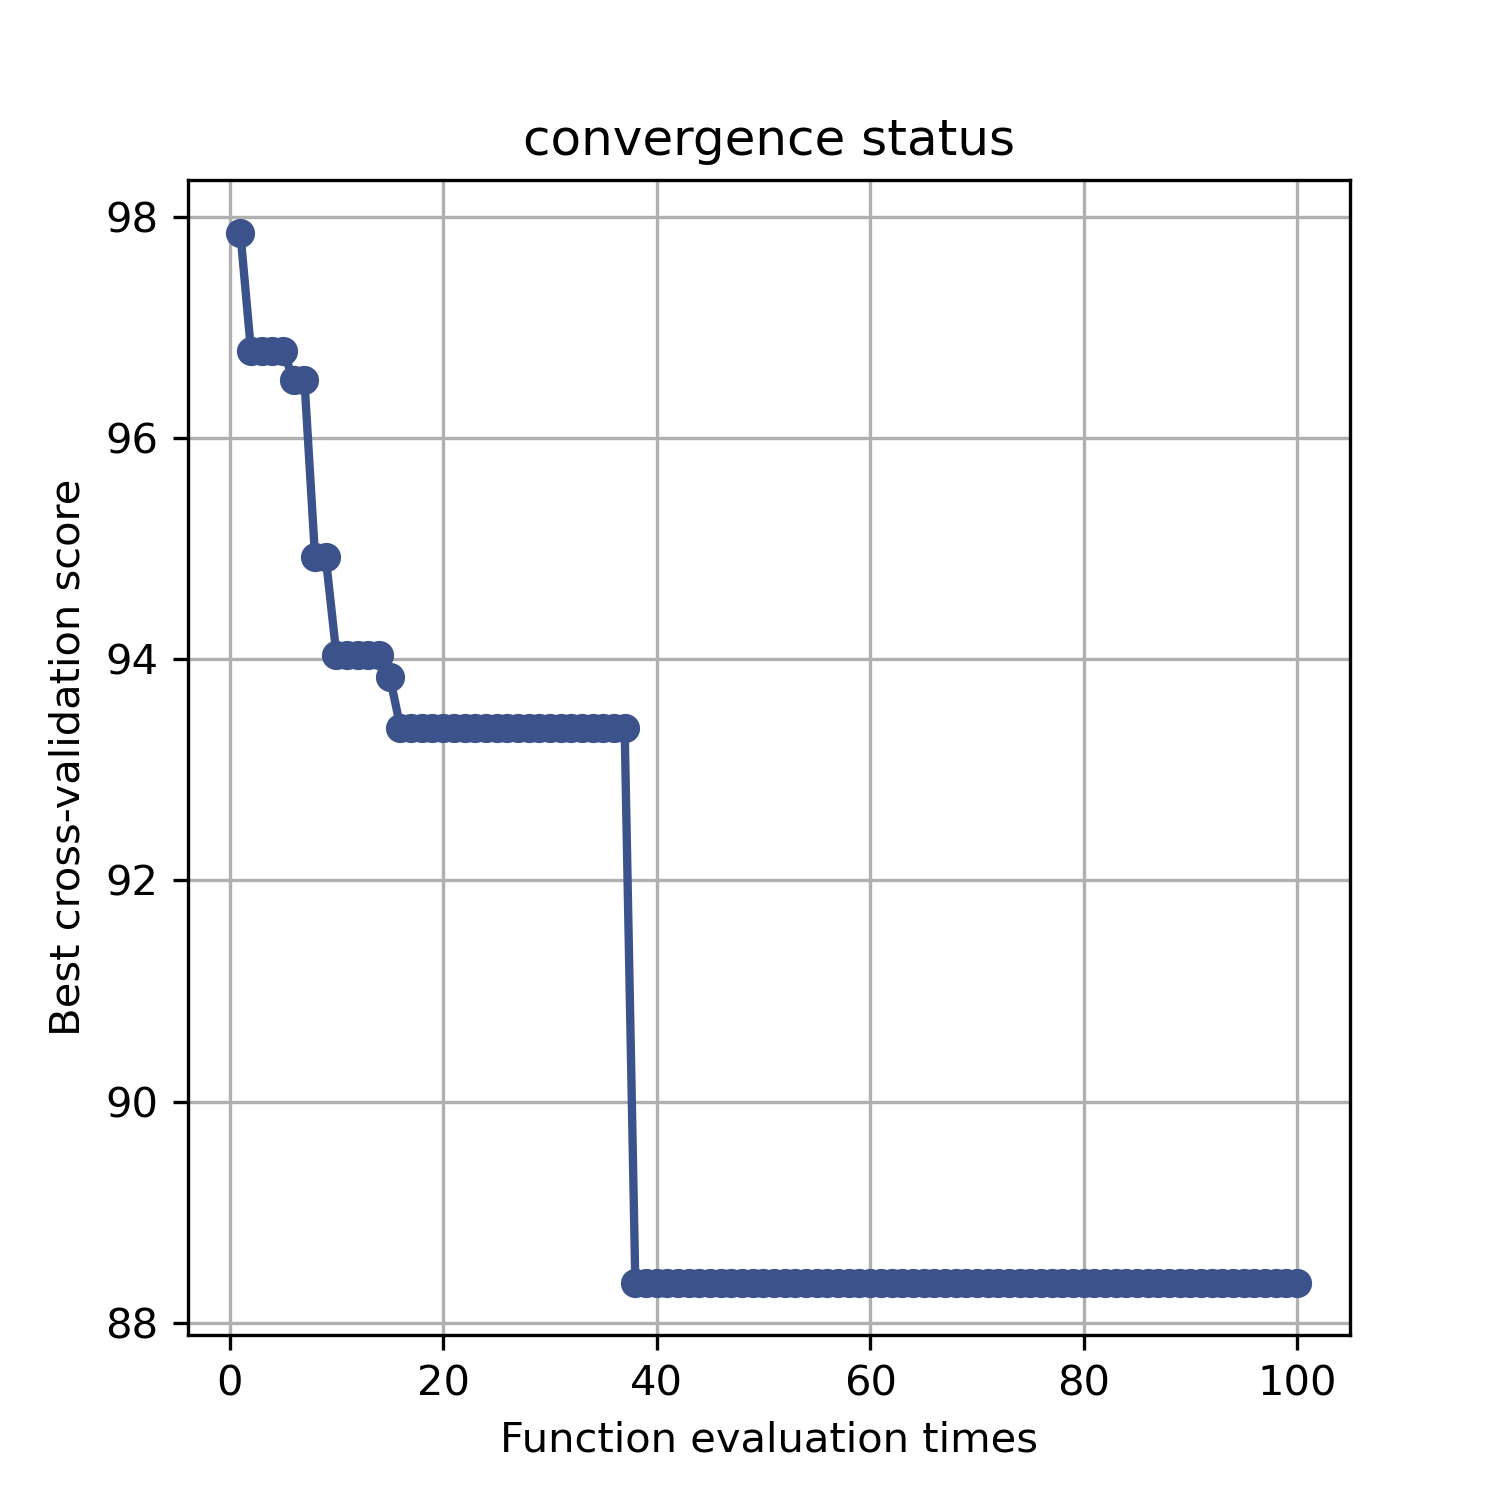 convergence status
98
96
94
92
90
88
Best cross-validation score
0 20 40 60 80 100
Function evaluation times